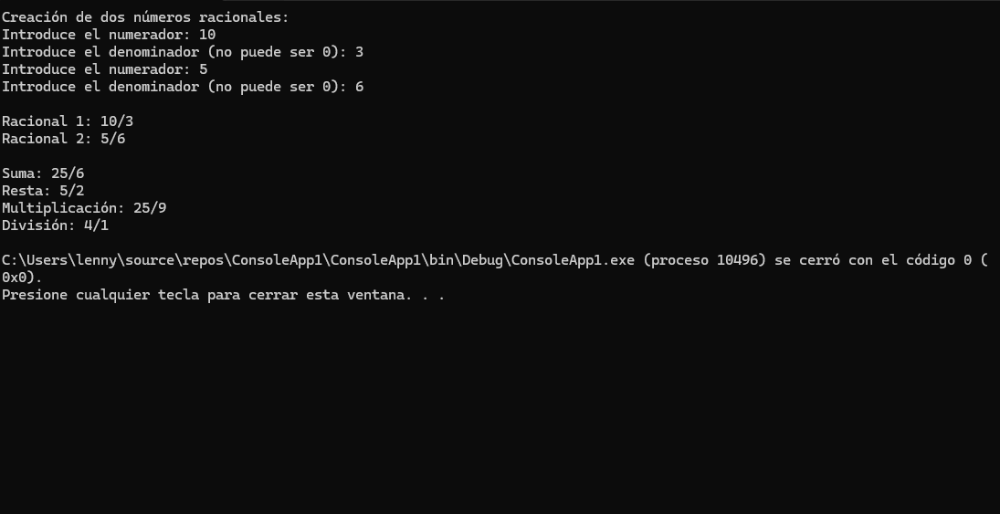 Creación de dos números racionales:
Introduce el numerador: 10
Introduce el denominador (no puede ser 0): 3
Introduce el numerador: 5
Introduce el denominador (no puede ser 0): 6
Racional 1: 10/3
Racional 2: 5/6
Suma: 25/6
Resta: 5/2
Multiplicación: 25/9
División: 4/1
C:\Users\lenny\source\repos\ConsoleApp1\ConsoleApp1\bin\Debug\ConsoleApp1.exe (proceso 10496) se cerró con el código 0 (
0x0).
Presione cualquier tecla para cerrar esta ventana. . .